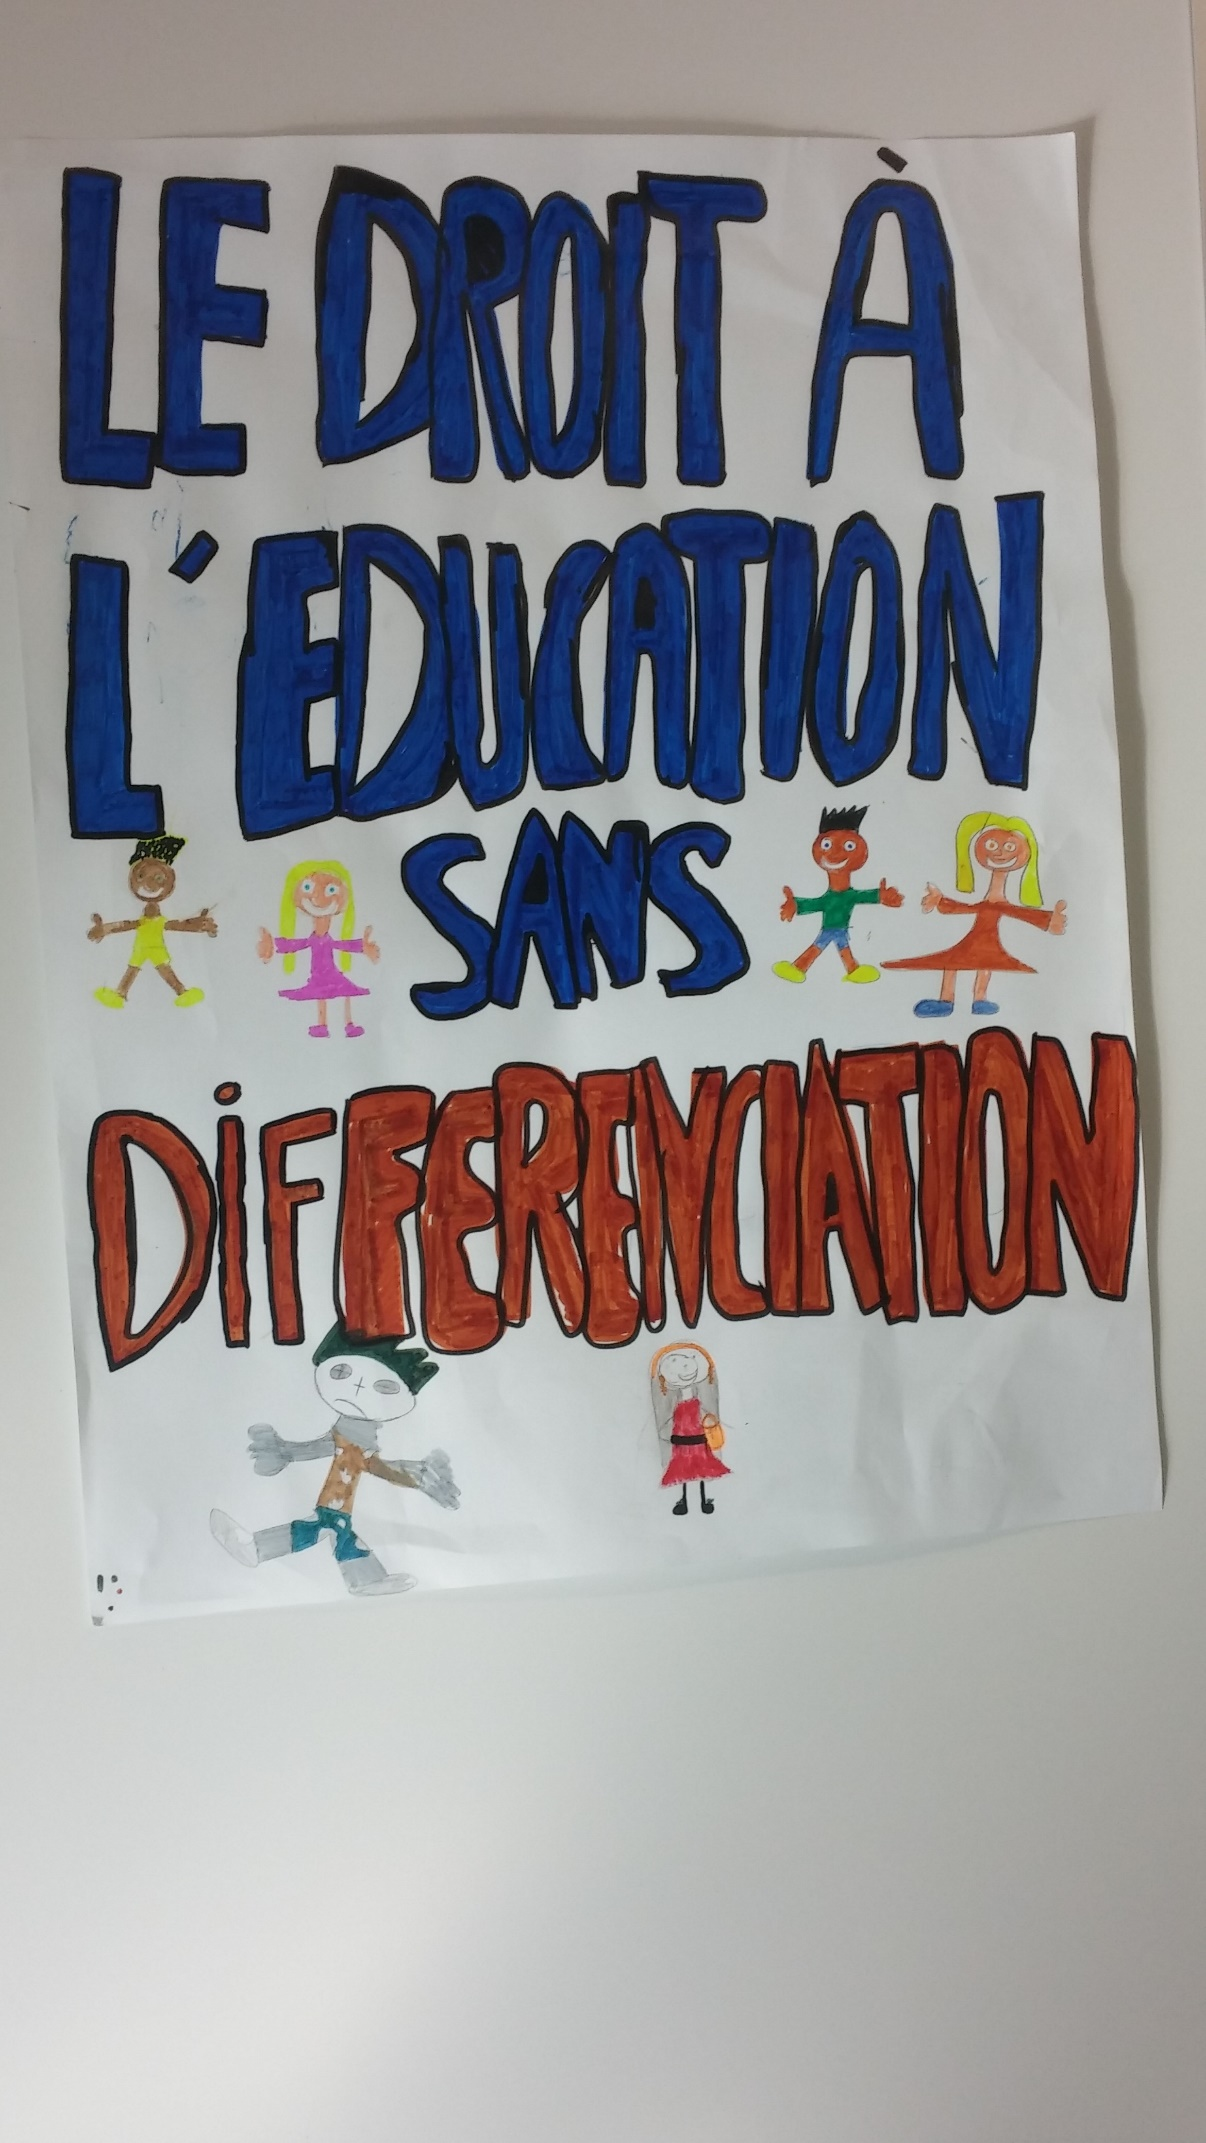 LE DROIT À
L'EDUCATION
SANS
DiFFERENCIATION